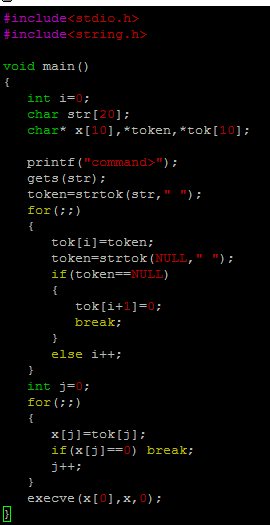 #include<stdio.h>
#include<string.h>

void main()
{
   int i=0;
   char str[20];
   char* x[10],*token,*tok[10];

   printf("command>");
   gets(str);
   token=strtok(str," ");
   for(;;)
   {
      tok[i]=token;
      token=strtok(NULL," ");
      if(token==NULL)
      {
         tok[i+1]=0;
         break;
      }
      else i++;
   }
   int j=0;
   for(;;)
   {
      x[j]=tok[j];
      if(x[j]==0) break;
      j++;
   }
   execve(x[0],x,0);
}